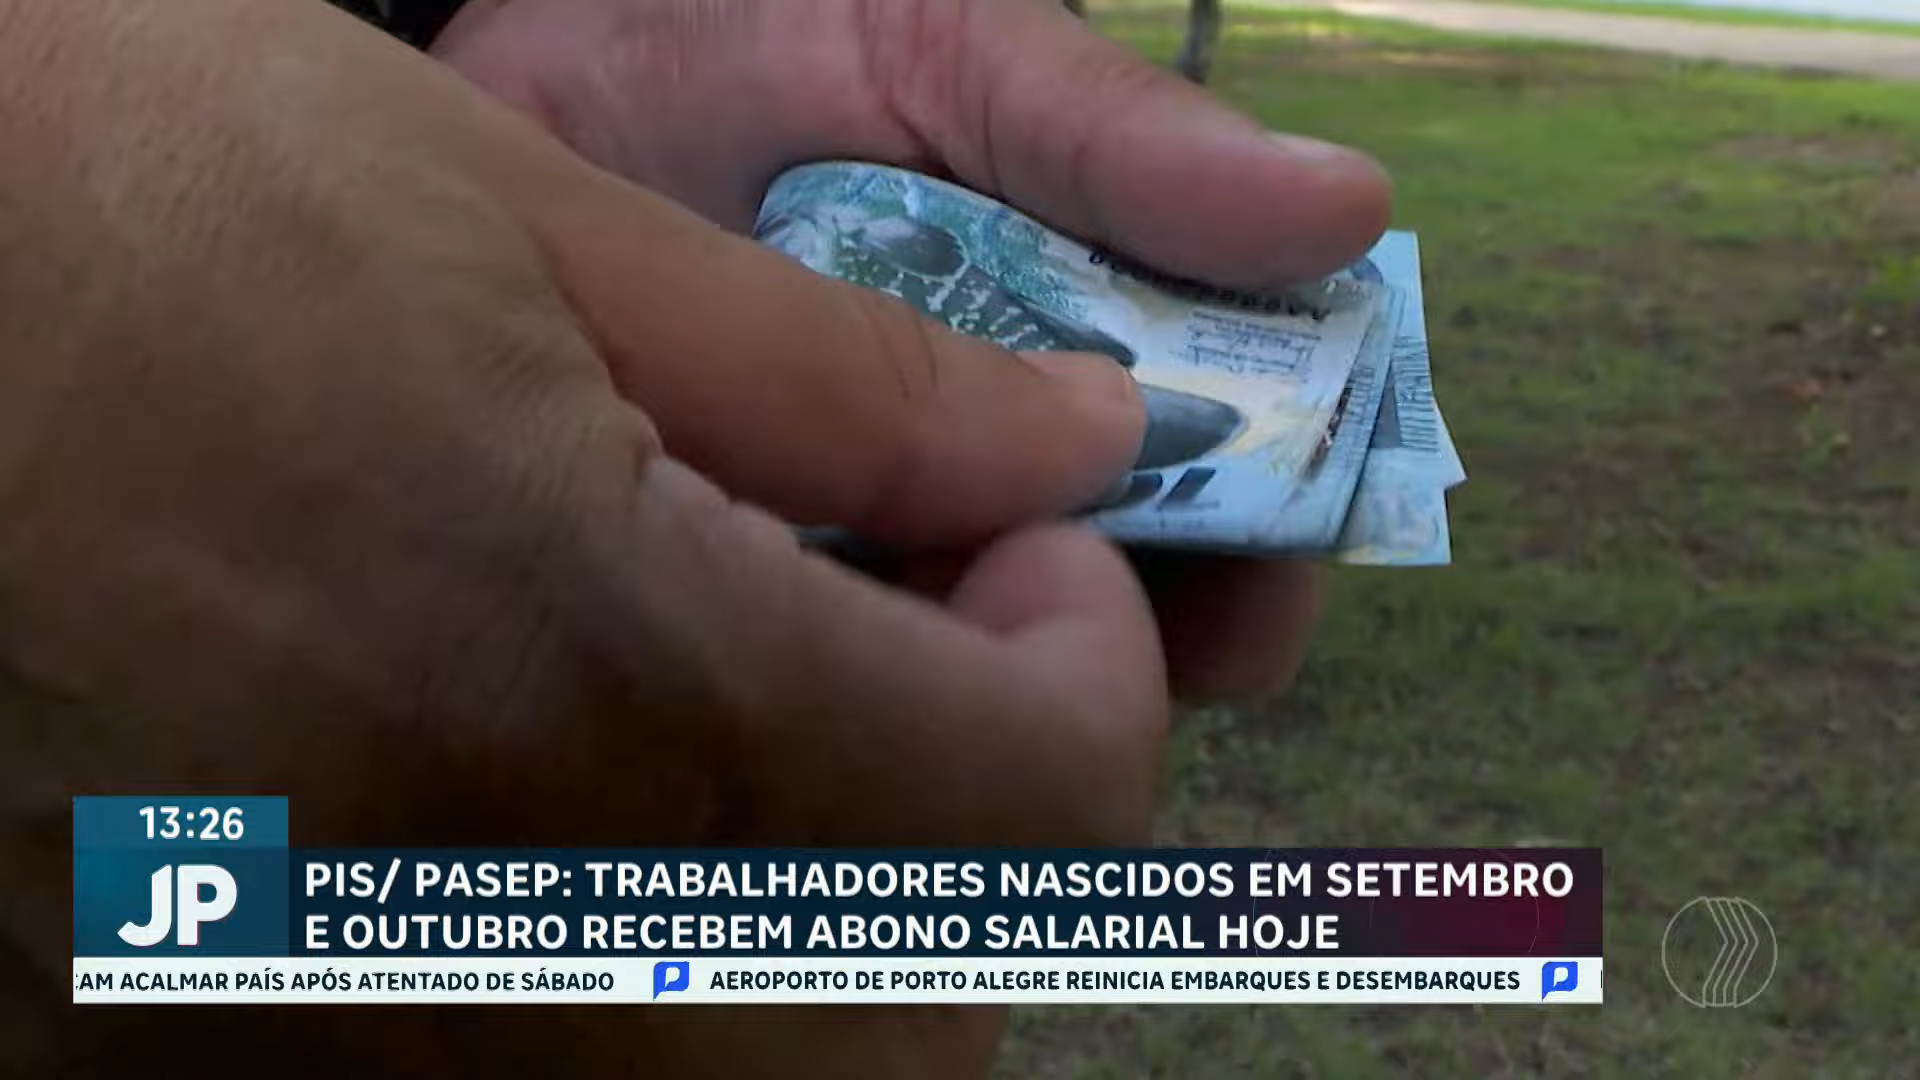 13:26
JP
PIS/ PASEP: TRABALHADORES NASCIDOS EM SETEMBRO
E OUTUBRO RECEBEM ABONO SALARIAL HOJE
AM ACALMAR PAÍS APÓS ATENTADO DE SÁBADO
AEROPORTO DE PORTO ALEGRE REINICIA EMBARQUES E DESEMBARQUES